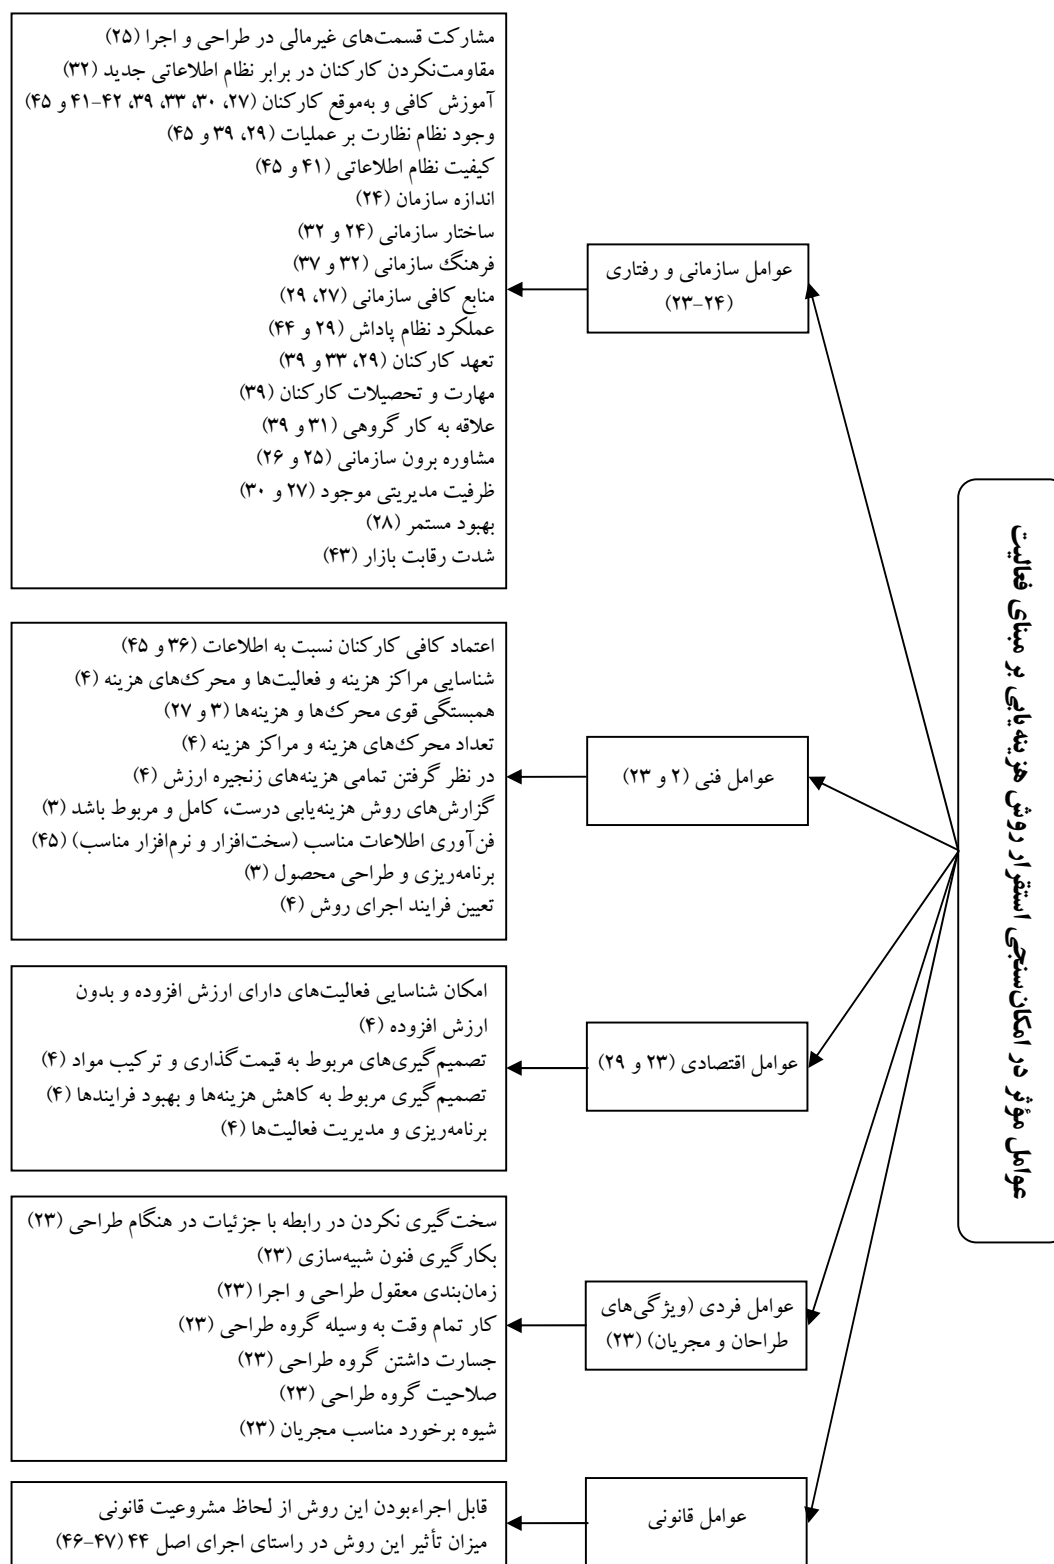 عوامل مؤثر در امکان‌سنجی استقرار روش هزینه‌یابی بر مبنای فعالیت
عوامل سازمانی و رفتاری
(۲۳-۲۴)
مشارکت قسمت‌های غیرمالی در طراحی و اجرا (۲۵)
مقاومت‌نکردن کارکنان در برابر نظام اطلاعاتی جدید (۳۲)
آموزش کافی و به‌موقع کارکنان (۲۷، ۳۰، ۳۳، ۳۹، ۴۲-۴۱ و ۴۵)
وجود نظام نظارت بر عملیات (۲۹، ۳۹ و ۴۵)
کیفیت نظام اطلاعاتی (۴۱ و ۴۵)
اندازه سازمان (۲۴)
ساختار سازمانی (۲۴ و ۳۲)
فرهنگ سازمانی (۳۲ و ۳۷)
منابع کافی سازمانی (۲۷، ۲۹)
عملکرد نظام پاداش (۲۹ و ۴۴)
تعهد کارکنان (۲۹، ۳۳ و ۳۹)
مهارت و تحصیلات کارکنان (۳۹)
علاقه به کار گروهی (۳۱ و ۳۹)
مشاوره برون سازمانی (۲۵ و ۲۶)
ظرفیت مدیریتی موجود (۲۷ و ۳۰)
بهبود مستمر (۲۸)
شدت رقابت بازار (۴۳)
عوامل فنی (۲ و ۲۳)
اعتماد کافی کارکنان نسبت به اطلاعات (۳۶ و ۴۵)
شناسایی مراکز هزینه و فعالیت‌ها و محرک‌های هزینه (۴)
همبستگی قوی محرک‌ها و هزینه‌ها (۳ و ۲۷)
تعداد محرک‌های هزینه و مراکز هزینه (۴)
در نظر گرفتن تمامی هزینه‌های زنجیره ارزش (۴)
گزارش‌های روش هزینه‌یابی درست، کامل و مربوط باشد (۳)
فن‌آوری اطلاعات مناسب (سخت‌افزار و نرم‌افزار مناسب) (۴۵)
برنامه‌ریزی و طراحی محصول (۳)
تعیین فرایند اجرای روش (۴)
عوامل اقتصادی (۲۳ و ۲۹)
امکان شناسایی فعالیت‌های دارای ارزش افزوده و بدون
ارزش افزوده (۴)
تصمیم‌گیری‌های مربوط به قیمت‌گذاری و ترکیب مواد (۴)
تصمیم‌گیری مربوط به کاهش هزینه‌ها و بهبود فرایندها (۴)
برنامه‌ریزی و مدیریت فعالیت‌ها (۴)
عوامل فردی (ویژگی‌های
طراحان و مجریان) (۲۳)
سخت‌گیری نکردن در رابطه با جزئیات در هنگام طراحی (۲۳)
بکارگیری فنون شبیه‌سازی (۲۳)
زمان‌بندی معقول طراحی و اجرا (۲۳)
کار تمام وقت به وسیله گروه طراحی (۲۳)
جسارت داشتن گروه طراحی (۲۳)
صلاحیت گروه طراحی (۲۳)
شیوه برخورد مناسب مجریان (۲۳)
عوامل قانونی
قابل اجراءبودن این روش از لحاظ مشروعیت قانونی
میزان تأثیر این روش در راستای اجرای اصل ۴۴ (۴۷-۴۶)